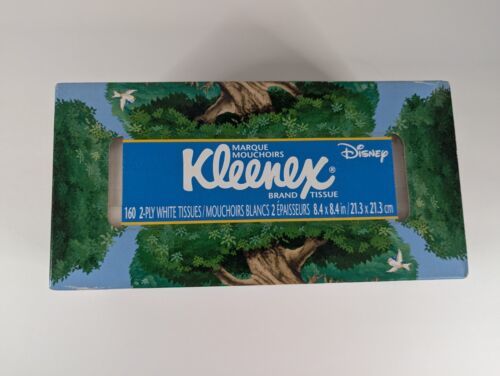 MARQUE
MOUCHOIRS
Disney
Kleenex®
BRAND TISSUE
160 2-PLY WHITE TISSUES/MOUCHOIRS BLANCS 2 ÉPAISSEURS 8.4 x 8.4 in/21.3 x 21.3 cm